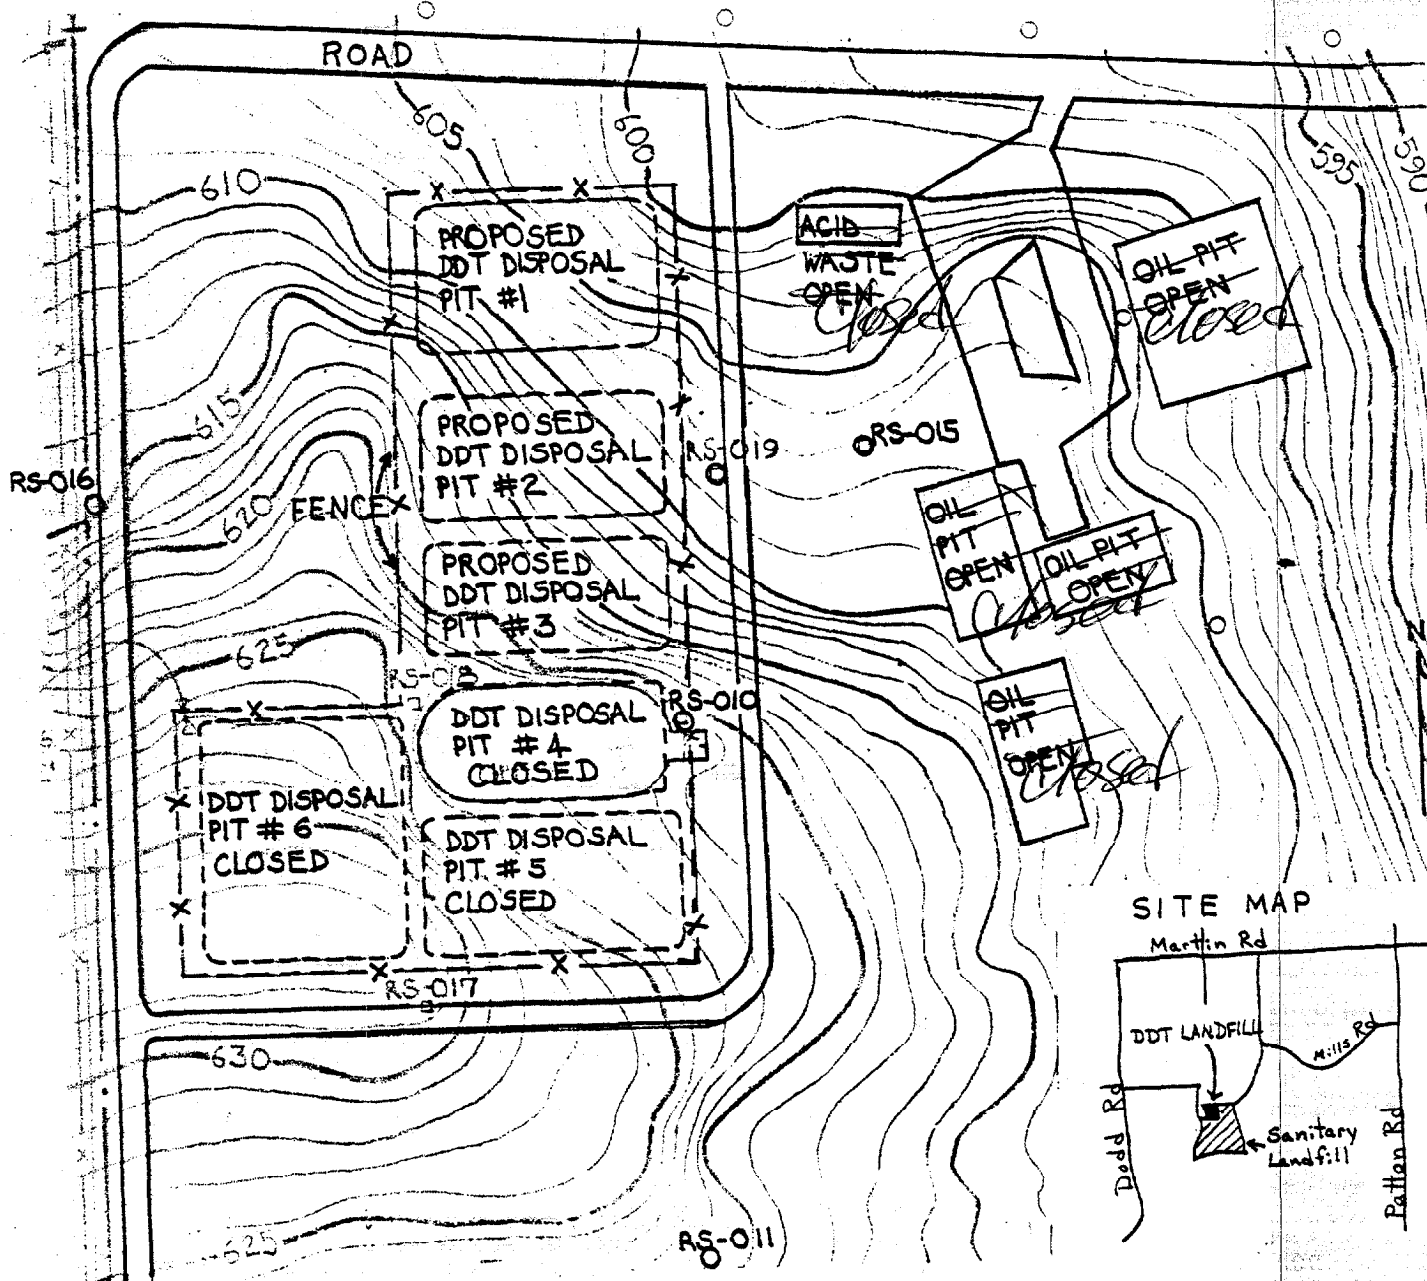 ROAD
605
600
595
590
610
PROPOSED
DDT DISPOSAL
PIT #1
ACID
WASTE
OPEN
Closed
OIL PIT
OPEN
Closed
615
PROPOSED
DDT DISPOSAL
PIT #2
RS-019
RS-015
RS-016
620
FENCE
OIL
PIT
OPEN
OIL PIT
OPEN
Closed
PROPOSED
DDT DISPOSAL
PIT #3
625
RS-018
RS-010
DDT DISPOSAL
PIT #4
CLOSED
OIL
PIT
OPEN
Closed
DDT DISPOSAL
PIT #6
CLOSED
DDT DISPOSAL
PIT #5
CLOSED
N
RS-017
630
625
RS-011
SITE MAP
Martin Rd
DDT LANDFILL
Mills Rd
Dodd Rd
Sanitary
Landfill
Patton Rd